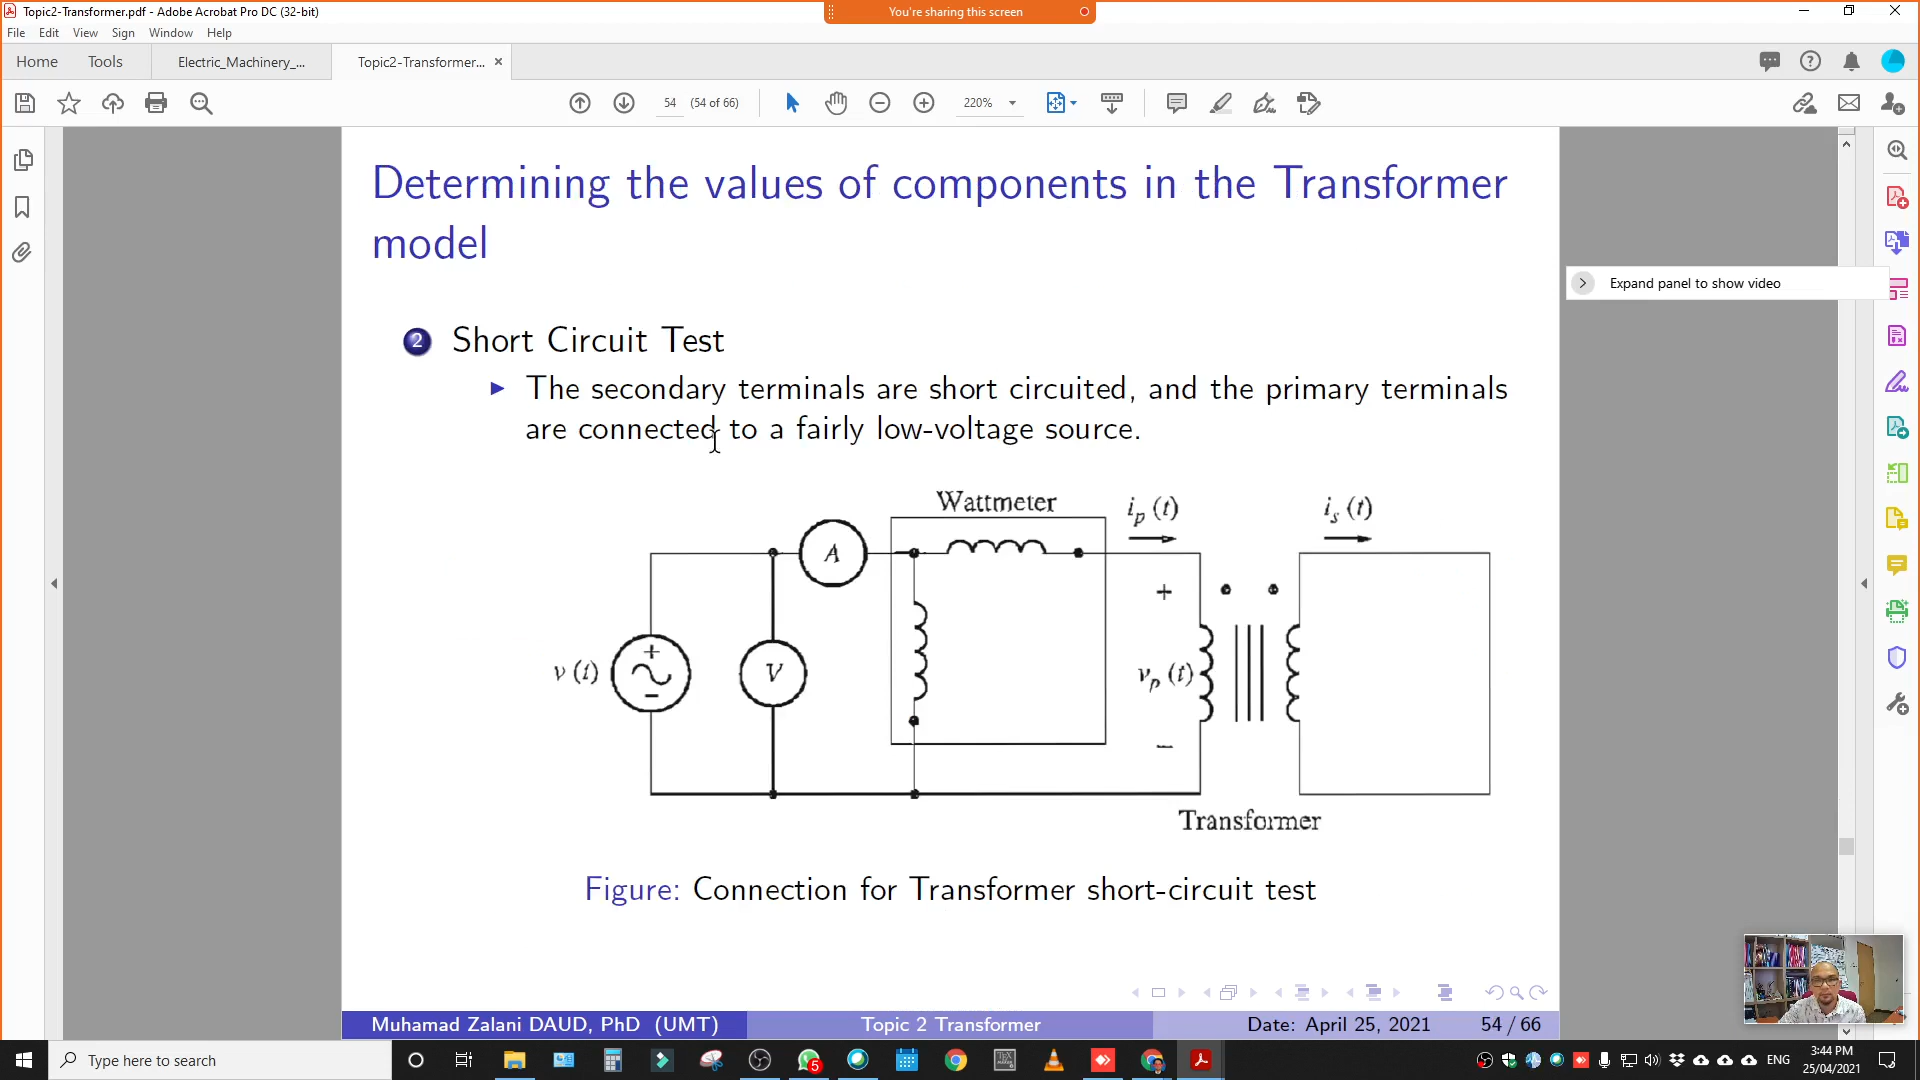 Topic2-Transformer.pdf - Adobe Acrobat Pro DC (32-bit)
You're sharing this screen
File Edit View Sign Window Help
Home Tools Electric_Machinery_... Topic2-Transformer... ×
54 (54 of 66) 220%
Determining the values of components in the Transformer
model
Expand panel to show video
2 Short Circuit Test
The secondary terminals are short circuited, and the primary terminals
are connected to a fairly low-voltage source.
Wattmeter
i_p (t)
i_s (t)
A
+
+
v (t)
V
v_p (t)
−
−
Transformer
Figure: Connection for Transformer short-circuit test
Muhamad Zalani DAUD, PhD (UMT) Topic 2 Transformer Date: April 25, 2021 54 / 66
Type here to search
5
ENG
3:44 PM
25/04/2021